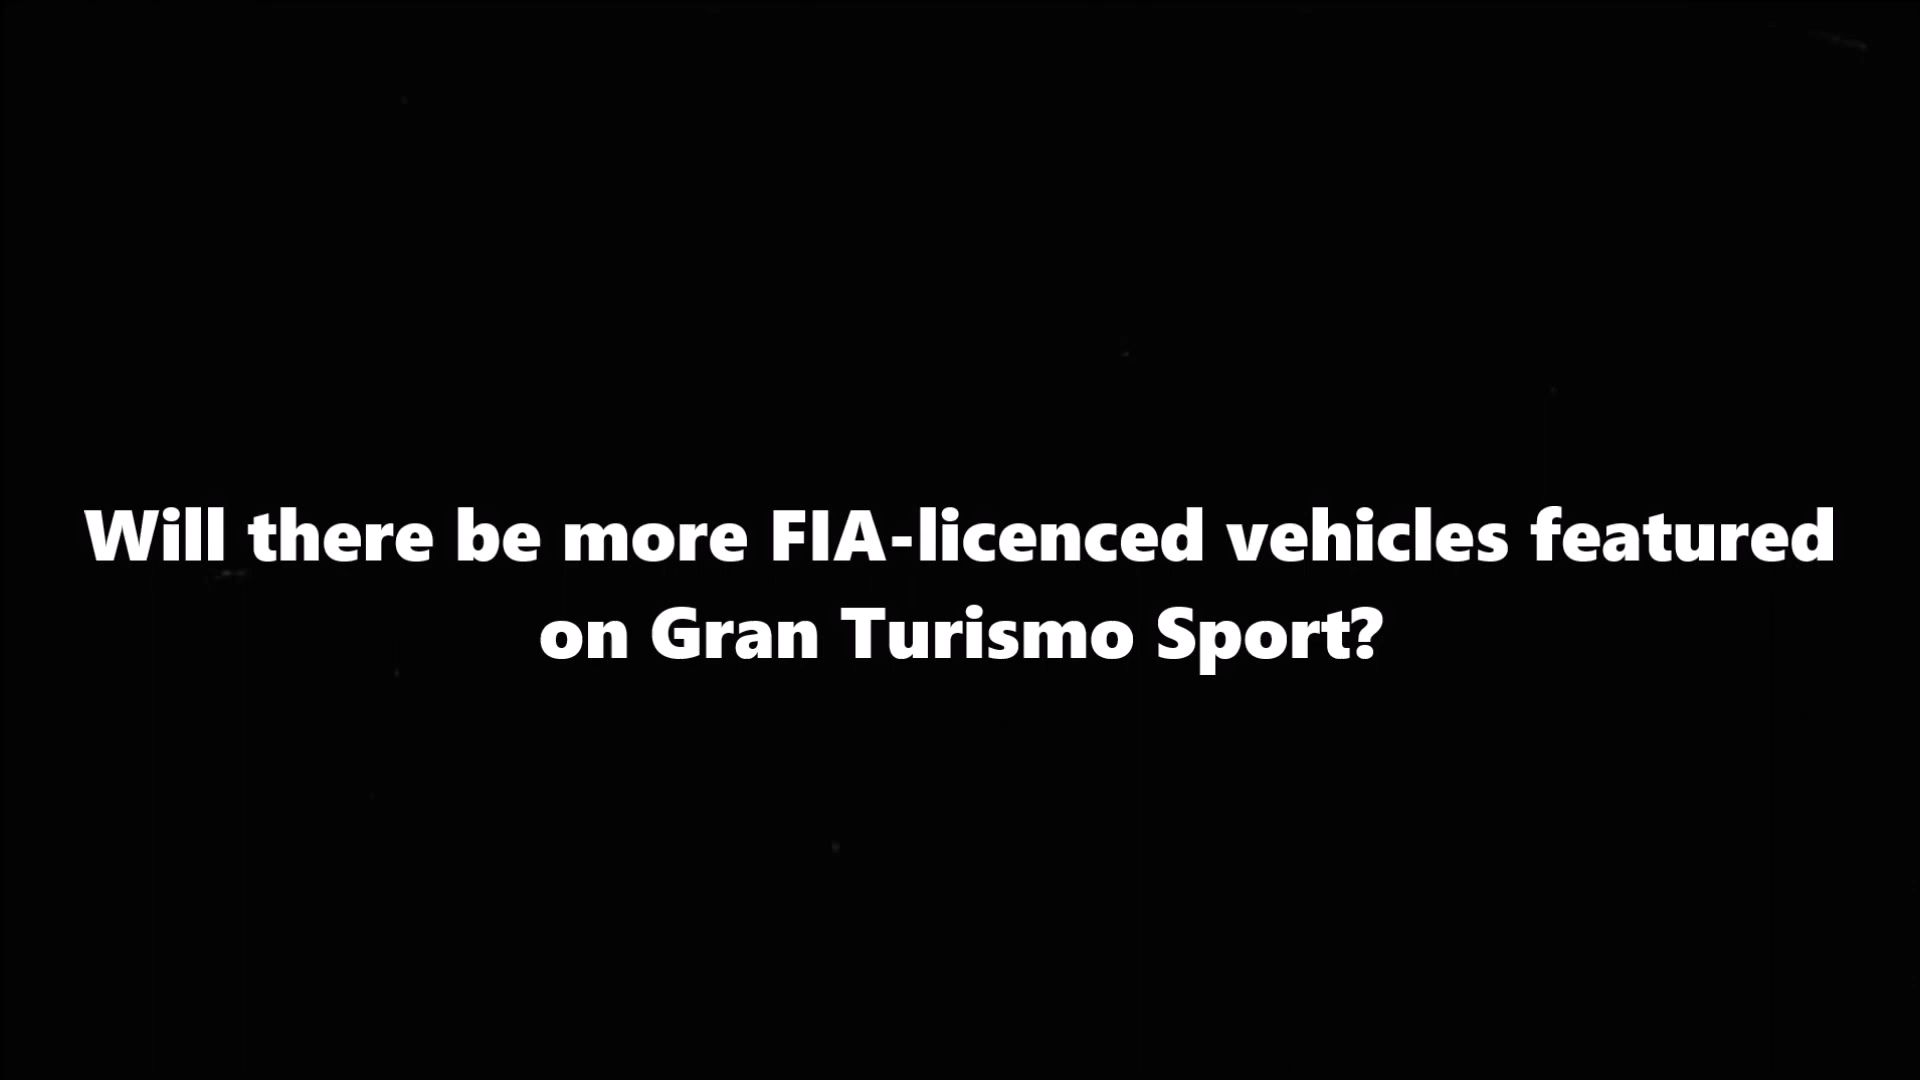 Will there be more FIA-licenced vehicles featured
on Gran Turismo Sport?